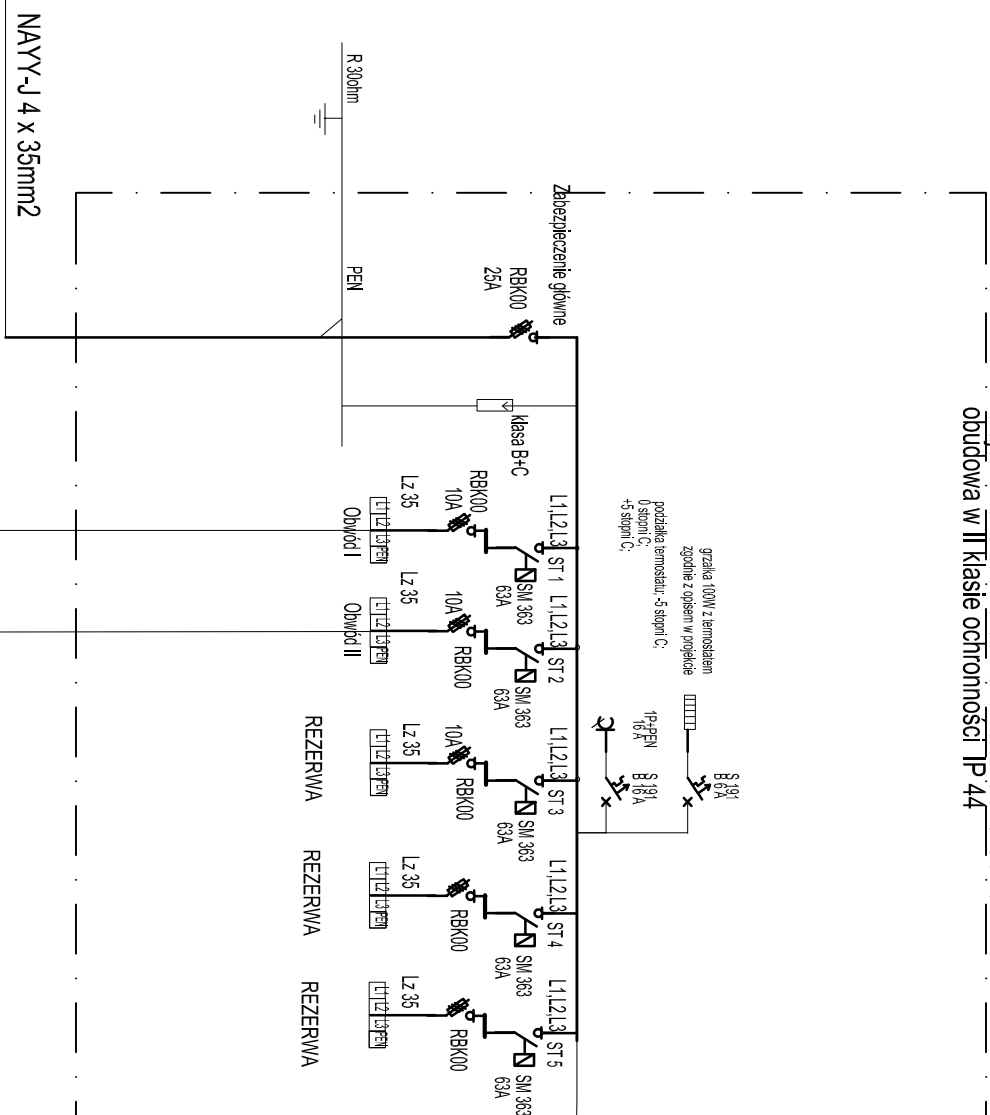 obudowa w II klasie ochronności IP 44
S 191
B 6 A
S 191
B 16 A
grzałka 100W z termostatem
zgodnie z opisem w projekcie
podziałka termostatu; -5 stopni C;
0 stopni C;
+5 stopni C;
1P+PEN
16 A
Zabezpieczenie główne
RBK00
25A
klasa B+C
L1,L2,L3
ST 1
SM 363
63A
RBK00
10A
Lz 35
L1 L2 L3 PEN
Obwód I
L1,L2,L3
ST 2
SM 363
63A
RBK00
10A
Lz 35
L1 L2 L3 PEN
Obwód II
L1,L2,L3
ST 3
SM 363
63A
RBK00
10A
Lz 35
L1 L2 L3 PEN
REZERWA
L1,L2,L3
ST 4
SM 363
63A
RBK00
Lz 35
L1 L2 L3 PEN
REZERWA
L1,L2,L3
ST 5
SM 363
63A
RBK00
Lz 35
L1 L2 L3 PEN
REZERWA
R 30ohm
PEN
NAYY-J 4 x 35mm2